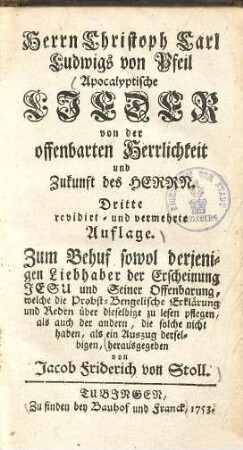 Herrn Christoph Carl
Ludwigs von Pfeil
Apocalyptische
LIEDER
von der
offenbarten Herrlichkeit
und
Zukunft des HERRN.
Dritte
revidirt- und vermehrte
Auflage.
Zum Behuf sowol derjeni-
gen Liebhaber der Erscheinung
JESU und Seiner Offenbarung,
welche die Probst-Bengelische Erklärung
und Reden über dieselbige zu lesen pflegen,
als auch der andern, die solche nicht
haben, als ein Auszug dersel-
bigen, herausgegeben
von
Jacob Friderich von Stoll.
TUBINGEN,
Zu finden bey Bauhof und Franck, 1753.